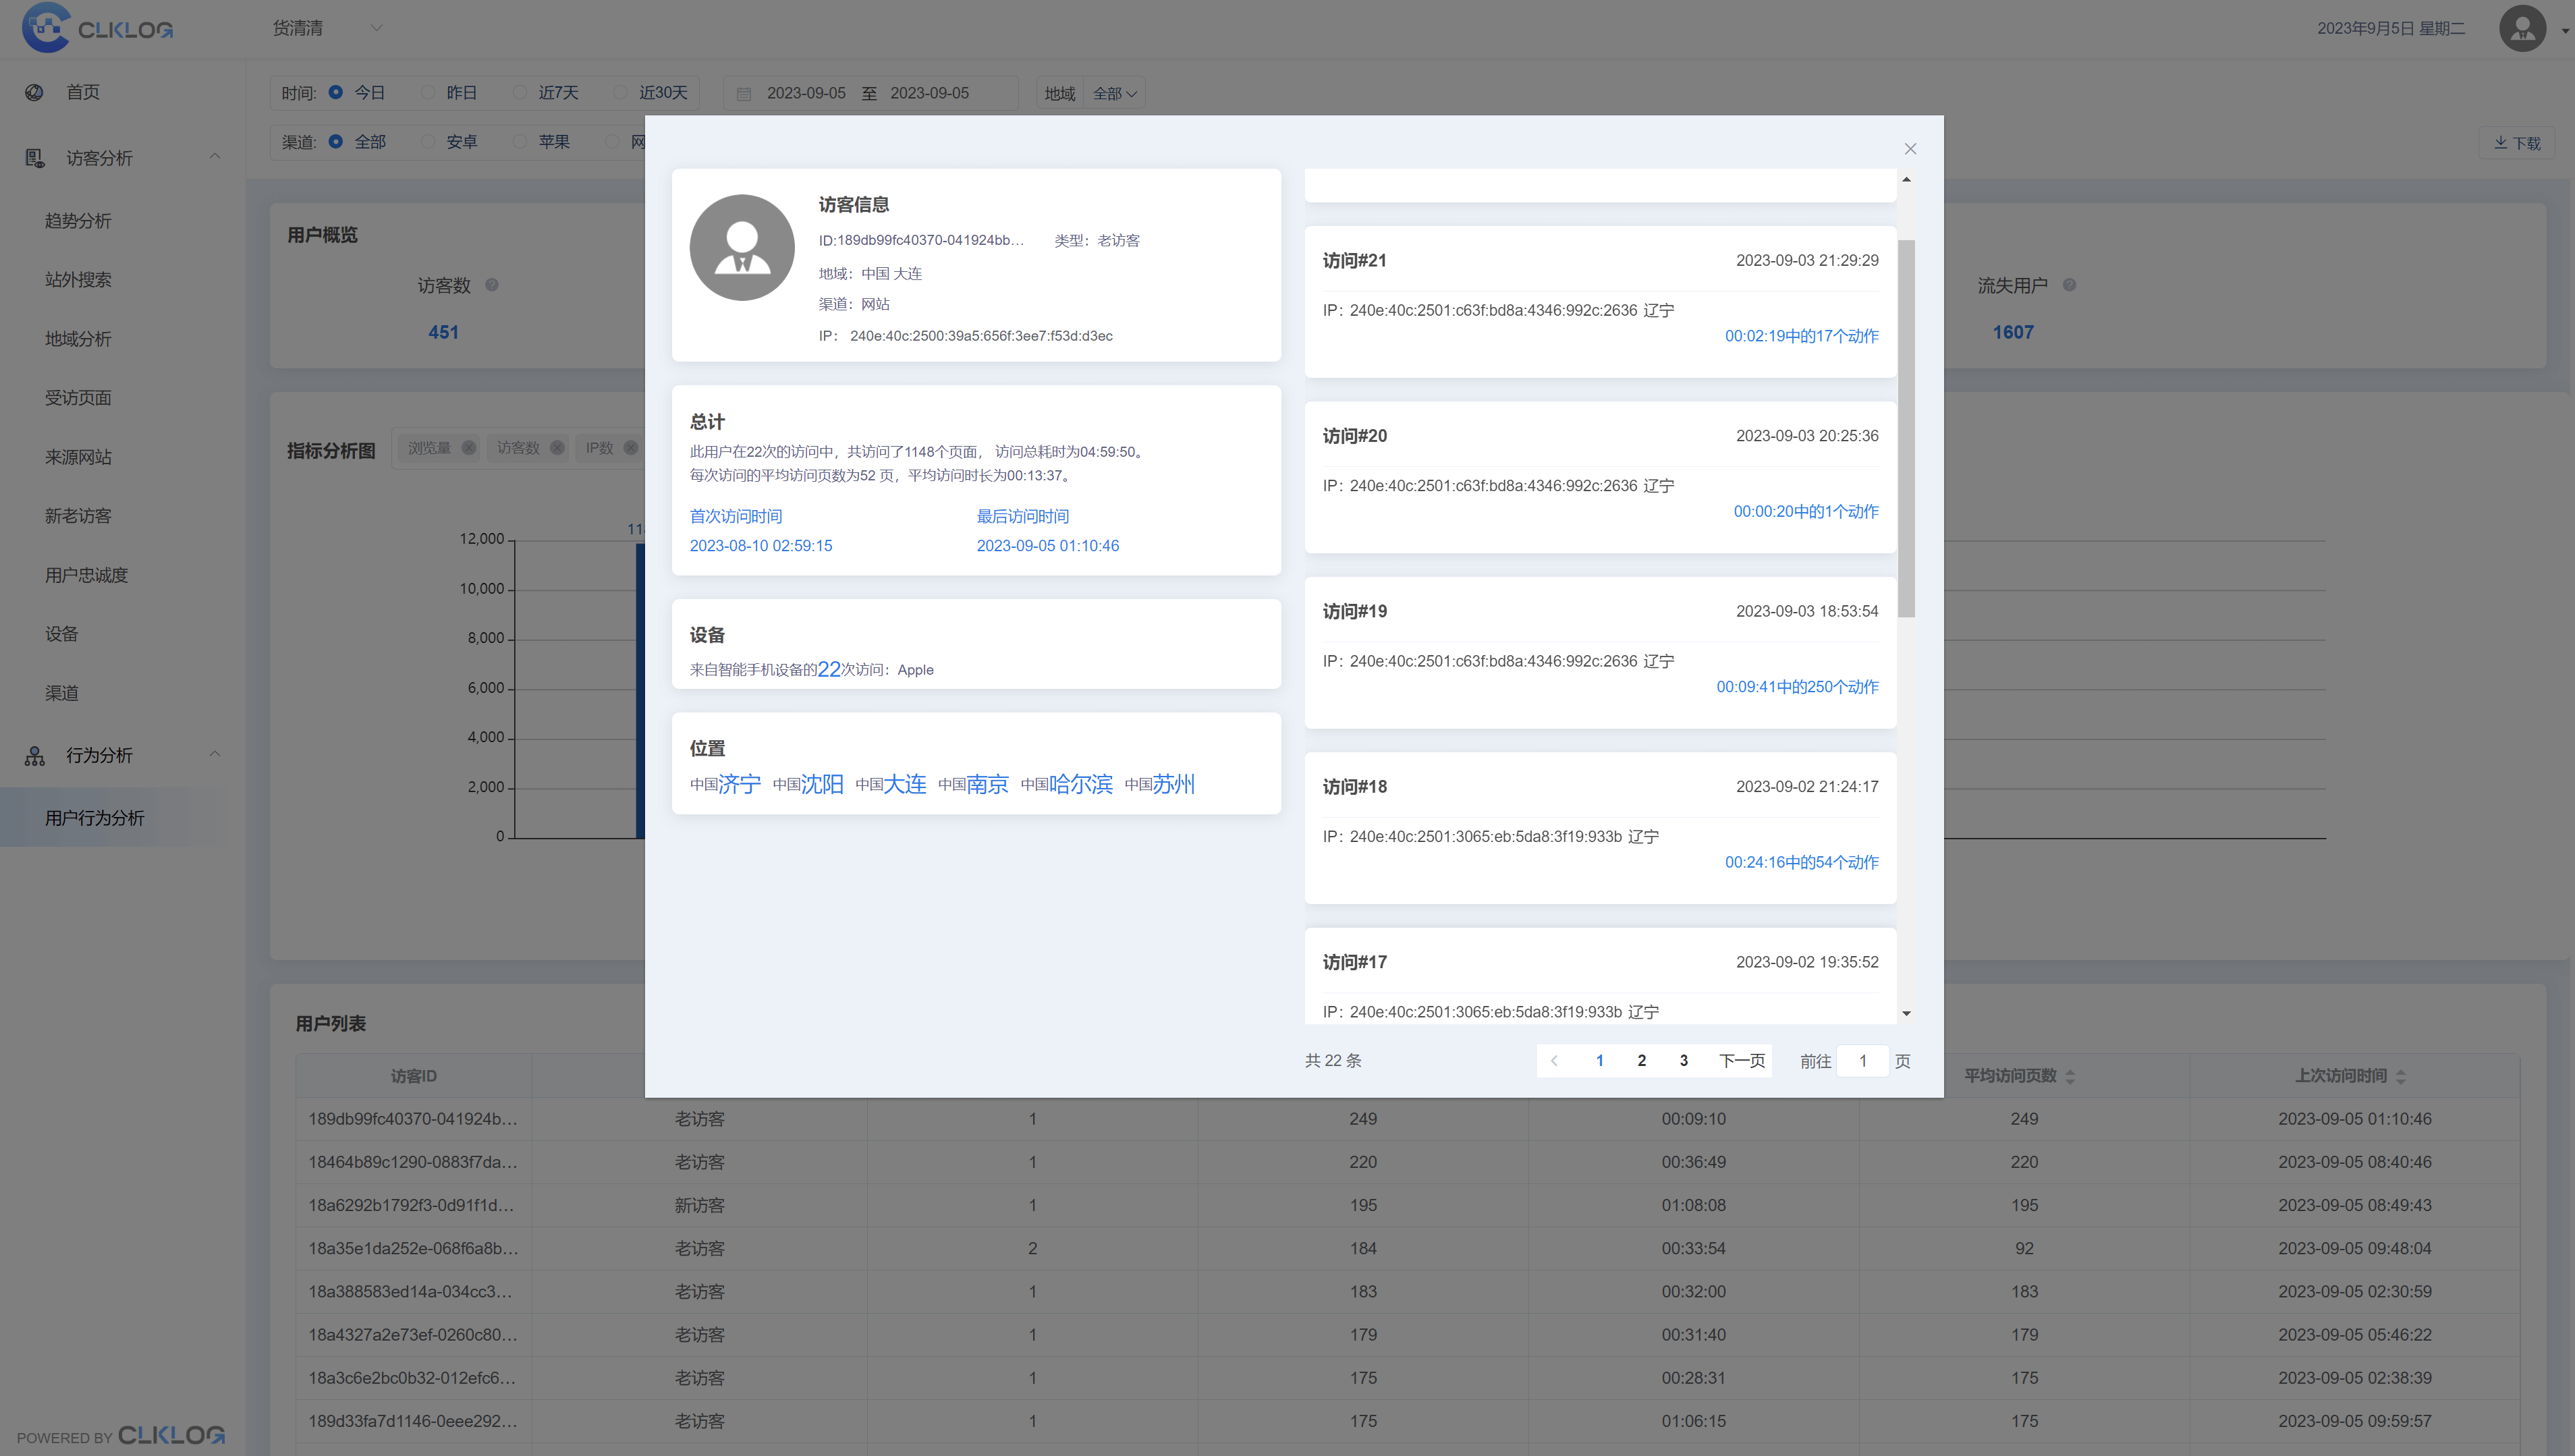 CLKLOG
货清清
2023年9月5日 星期二
首页
访客分析
趋势分析
站外搜索
地域分析
受访页面
来源网站
新老访客
用户忠诚度
设备
渠道
行为分析
用户行为分析
POWERED BY CLKLOG
时间: 今日 昨日 近7天 近30天
2023-09-05 至 2023-09-05
地域 全部
渠道: 全部 安卓 苹果
下载
用户概览
访客数
451
流失用户
1607
指标分析图 浏览量 访客数 IP数
12,000
10,000
8,000
6,000
4,000
2,000
0
访客信息
ID:189db99fc40370-041924bb... 类型：老访客
地域：中国 大连
渠道：网站
IP： 240e:40c:2500:39a5:656f:3ee7:f53d:d3ec
总计
此用户在22次的访问中，共访问了1148个页面， 访问总耗时为04:59:50。
每次访问的平均访问页数为52 页，平均访问时长为00:13:37。
首次访问时间 最后访问时间
2023-08-10 02:59:15 2023-09-05 01:10:46
设备
来自智能手机设备的22次访问：Apple
位置
中国济宁 中国沈阳 中国大连 中国南京 中国哈尔滨 中国苏州
访问#21 2023-09-03 21:29:29
IP：240e:40c:2501:c63f:bd8a:4346:992c:2636 辽宁
00:02:19中的17个动作
访问#20 2023-09-03 20:25:36
IP：240e:40c:2501:c63f:bd8a:4346:992c:2636 辽宁
00:00:20中的1个动作
访问#19 2023-09-03 18:53:54
IP：240e:40c:2501:c63f:bd8a:4346:992c:2636 辽宁
00:09:41中的250个动作
访问#18 2023-09-02 21:24:17
IP：240e:40c:2501:3065:eb:5da8:3f19:933b 辽宁
00:24:16中的54个动作
访问#17 2023-09-02 19:35:52
IP：240e:40c:2501:3065:eb:5da8:3f19:933b 辽宁
共 22 条 1 2 3 下一页 前往 1 页
用户列表
访客ID 平均访问页数 上次访问时间
189db99fc40370-041924b... 老访客 1 249 00:09:10 249 2023-09-05 01:10:46
18464b89c1290-0883f7da... 老访客 1 220 00:36:49 220 2023-09-05 08:40:46
18a6292b1792f3-0d91f1d... 新访客 1 195 01:08:08 195 2023-09-05 08:49:43
18a35e1da252e-068f6a8b... 老访客 2 184 00:33:54 92 2023-09-05 09:48:04
18a388583ed14a-034cc3... 老访客 1 183 00:32:00 183 2023-09-05 02:30:59
18a4327a2e73ef-0260c80... 老访客 1 179 00:31:40 179 2023-09-05 05:46:22
18a3c6e2bc0b32-012efc6... 老访客 1 175 00:28:31 175 2023-09-05 02:38:39
189d33fa7d1146-0eee292... 老访客 1 175 01:06:15 175 2023-09-05 09:59:57